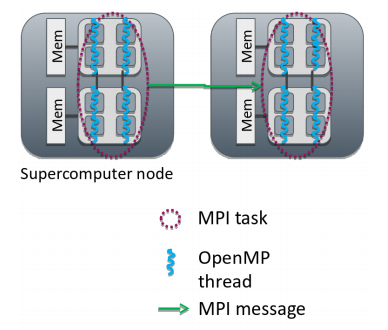 Mem
Mem
Mem
Mem
Supercomputer node
MPI task
OpenMP
thread
MPI message